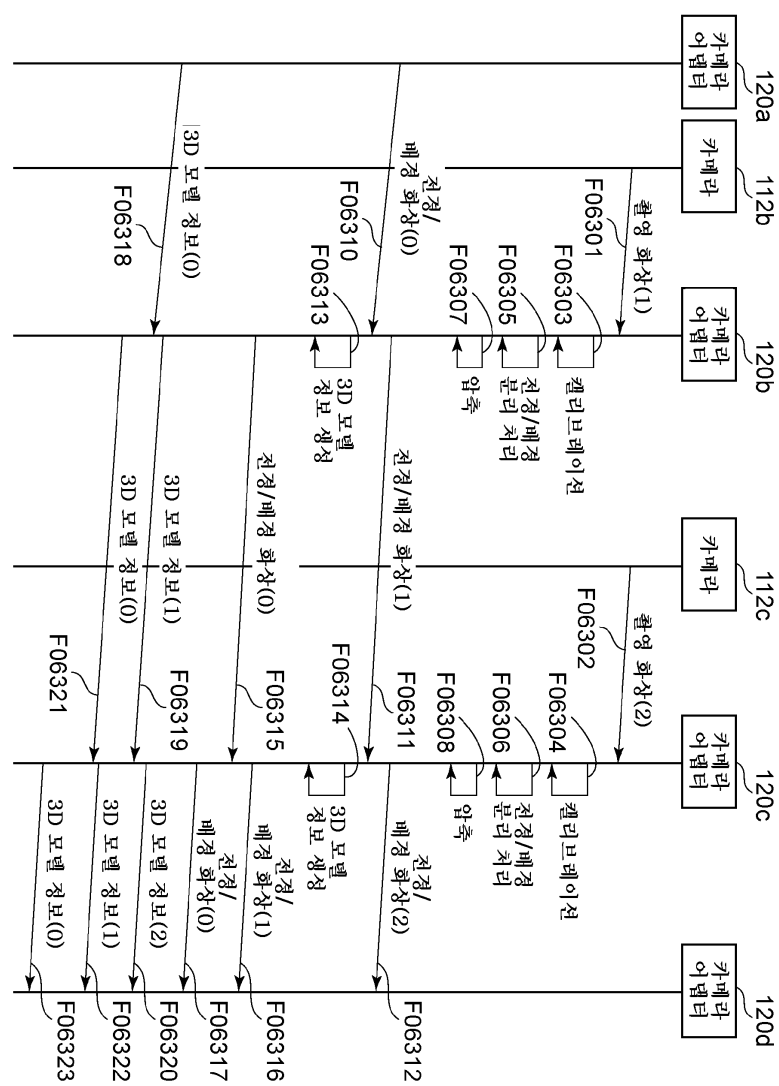 120a
카메라
어댑터
112b
카메라
120b
카메라
어댑터
112c
카메라
120c
카메라
어댑터
120d
카메라
어댑터
촬영 화상(1)
F06301
촬영 화상(2)
F06302
F06303
캘리브레이션
F06304
캘리브레이션
F06305
전경/배경
분리 처리
F06306
전경/배경
분리 처리
F06307
압축
F06308
압축
전경/
배경 화상(0)
F06310
전경/배경 화상(1)
F06311
전경/
배경 화상(2)
F06312
F06313
3D 모델
정보 생성
F06314
3D 모델
정보 생성
전경/배경 화상(0)
F06315
전경/
배경 화상(1)
F06316
전경/
배경 화상(0)
F06317
3D 모델 정보(0)
F06318
3D 모델 정보(1)
F06319
3D 모델 정보(2)
F06320
3D 모델 정보(0)
F06321
3D 모델 정보(1)
F06322
3D 모델 정보(0)
F06323